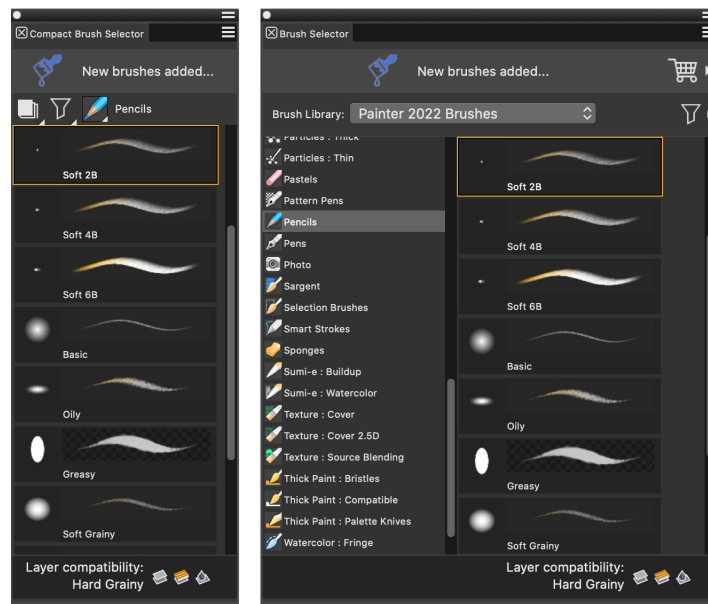 Compact Brush Selector
New brushes added...
Pencils
Soft 2B
Soft 4B
Soft 6B
Basic
Oily
Greasy
Soft Grainy
Layer compatibility:
Hard Grainy
Brush Selector
New brushes added...
Brush Library: Painter 2022 Brushes
Particles : Thick
Particles : Thin
Pastels
Pattern Pens
Pencils
Pens
Photo
Sargent
Selection Brushes
Smart Strokes
Sponges
Sumi-e : Buildup
Sumi-e : Watercolor
Texture : Cover
Texture : Cover 2.5D
Texture : Source Blending
Thick Paint : Bristles
Thick Paint : Compatible
Thick Paint : Palette Knives
Watercolor : Fringe
Soft 2B
Soft 4B
Soft 6B
Basic
Oily
Greasy
Soft Grainy
Layer compatibility:
Hard Grainy